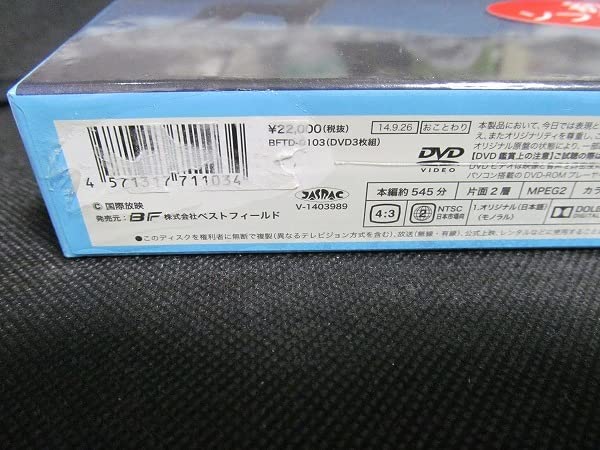 ¥22,000(税抜)
14.9.26
おことわり
本製品において、今日では表現
え、またオリジナリティを尊重し、
オリジナル原盤の状態により、一部
BFTD-0103(DVD3枚組)
DVD
VIDEO
【DVD鑑賞上の注意】ご試聴の際は
パソコン搭載のDVD-ROMプレーヤ
4 571317 711034
JASRAC
V-1403989
本編約545分
片面2層
MPEG2
カラ
© 国際放映
発売元: BF 株式会社ベストフィールド
4:3
2
NTSC
日本市場向
1.オリジナル(日本語)
(モノラル)
DOLB
DIGITAL
●このディスクを権利者に無断で複製(異なるテレビジョン方式を含む)、放送(無線・有線)、公式上映、レンタルなどに使用すること